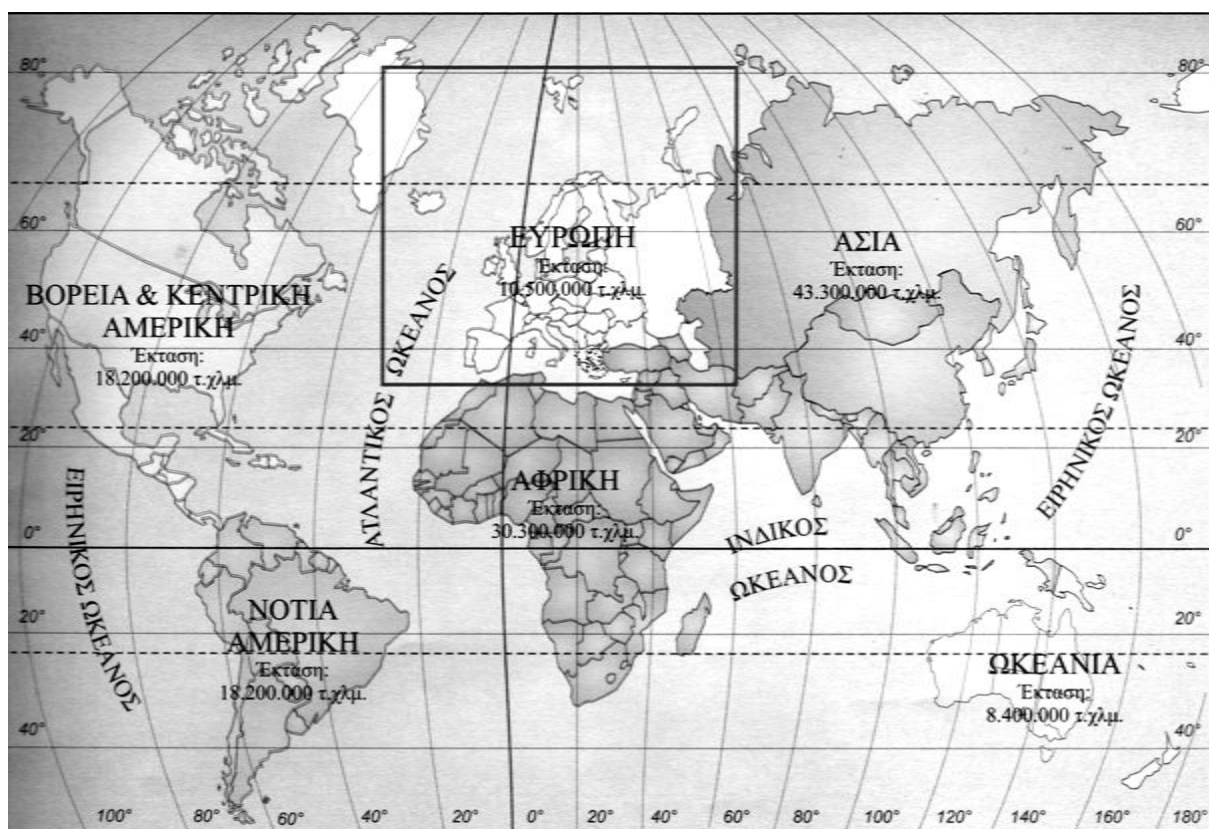 80°
80°
60°
60°
ΕΥΡΩΠΗ
Έκταση:
10.500.000 τ.χλμ.
ΑΣΙΑ
Έκταση:
43.300.000 τ.χλμ.
ΒΟΡΕΙΑ & ΚΕΝΤΡΙΚΗ
ΑΜΕΡΙΚΗ
Έκταση:
18.200.000 τ.χλμ.
40°
40°
ΑΤΛΑΝΤΙΚΟΣ ΩΚΕΑΝΟΣ
ΕΙΡΗΝΙΚΟΣ ΩΚΕΑΝΟΣ
20°
20°
ΑΦΡΙΚΗ
Έκταση:
30.300.000 τ.χλμ.
ΕΙΡΗΝΙΚΟΣ ΩΚΕΑΝΟΣ
0°
0°
ΙΝΔΙΚΟΣ
ΩΚΕΑΝΟΣ
ΝΟΤΙΑ
ΑΜΕΡΙΚΗ
Έκταση:
18.200.000 τ.χλμ.
20°
20°
ΩΚΕΑΝΙΑ
Έκταση:
8.400.000 τ.χλμ.
40°
40°
100° 80° 60° 40° 20° 0° 20° 40° 60° 80° 100° 120° 140° 160° 180°